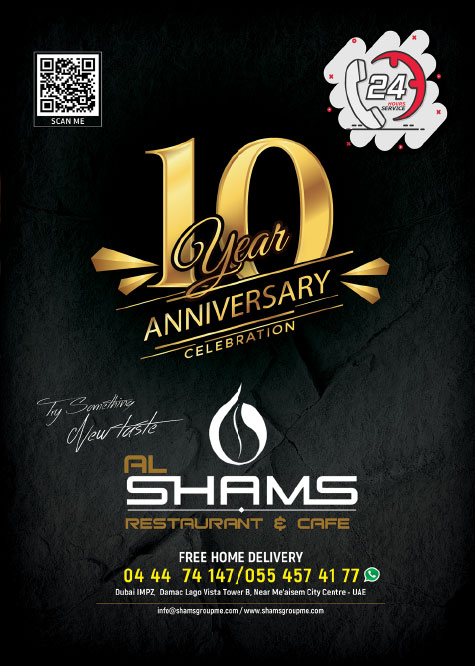 SCAN ME
24
HOURS
SERVICE
10
Year
ANNIVERSARY
CELEBRATION
Try Something
New taste
AL
SHAMS
RESTAURANT & CAFE
FREE HOME DELIVERY
04 44 74 147/055 457 41 77
Dubai IMPZ, Damac Lago Vista Tower B, Near Me'aisem City Centre - UAE
info@shamsgroupme.com / www.shamsgroupme.com